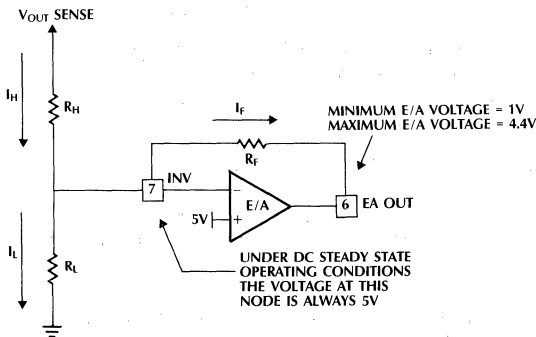 VOUT SENSE
IH
RH
IF
RF
MINIMUM E/A VOLTAGE = 1V
MAXIMUM E/A VOLTAGE = 4.4V
7
INV
−
E/A
5V
+
6
EA OUT
IL
RL
UNDER DC STEADY STATE
OPERATING CONDITIONS
THE VOLTAGE AT THIS
NODE IS ALWAYS 5V